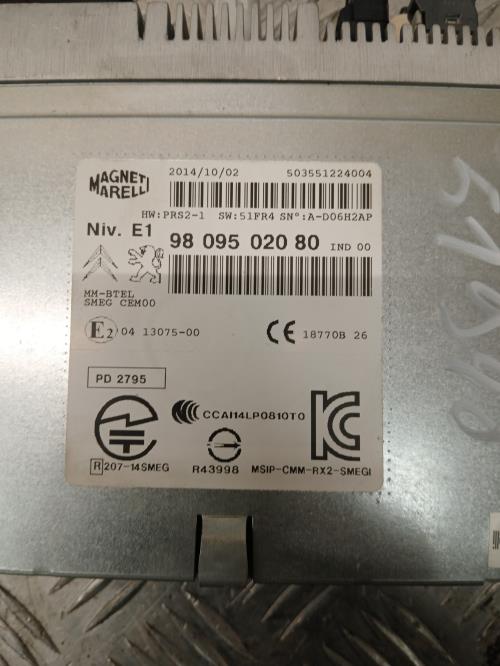 MAGNETI
MARELLI
2014/10/02 503551224004
HW:PRS2-1 SW:51FR4 SN°:A-D06H2AP
Niv. E1
98 095 020 80 IND 00
MM-BTEL
SMEG CEM00
E2 04 13075-00
CE 18770B 26
PD 2795
CCAI14LP0810T0
R 207-14SMEG
R43998
MSIP-CMM-RX2-SMEGI